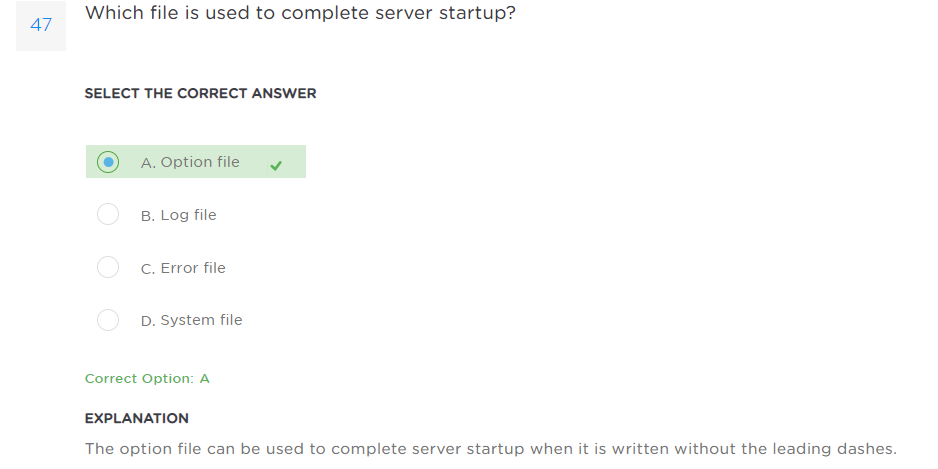 47
Which file is used to complete server startup?
SELECT THE CORRECT ANSWER
A. Option file
B. Log file
C. Error file
D. System file
Correct Option: A
EXPLANATION
The option file can be used to complete server startup when it is written without the leading dashes.